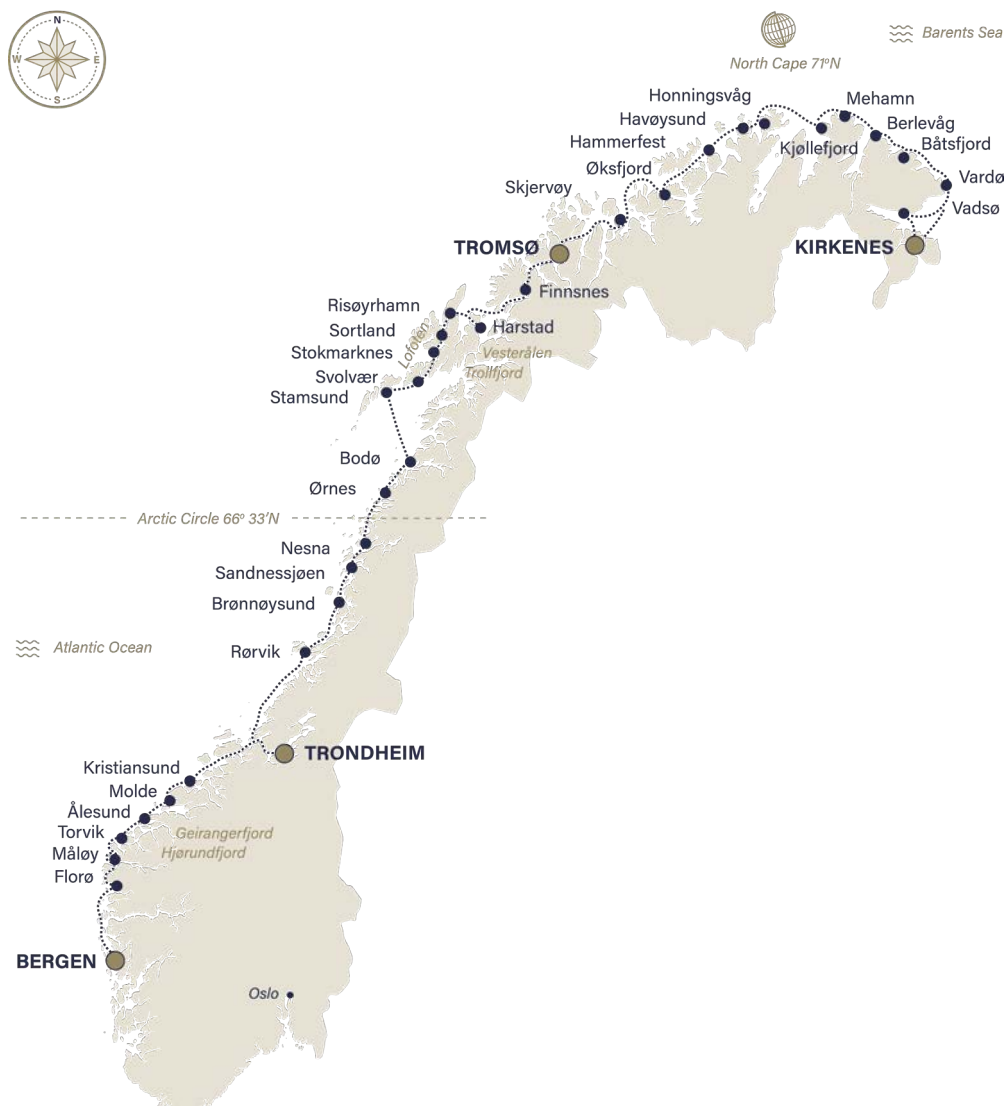 N
W
E
S
Barents Sea
North Cape 71ºN
Honningsvåg
Mehamn
Havøysund
Berlevåg
Hammerfest
Kjøllefjord
Båtsfjord
Øksfjord
Vardø
Skjervøy
Vadsø
TROMSØ
KIRKENES
Finnsnes
Risøyrhamn
Sortland
Harstad
Lofoten
Stokmarknes
Vesterålen
Trollfjord
Svolvær
Stamsund
Bodø
Ørnes
Arctic Circle 66º 33'N
Nesna
Sandnessjøen
Brønnøysund
Atlantic Ocean
Rørvik
TRONDHEIM
Kristiansund
Molde
Ålesund
Torvik
Geirangerfjord
Måløy
Hjørundfjord
Florø
BERGEN
Oslo